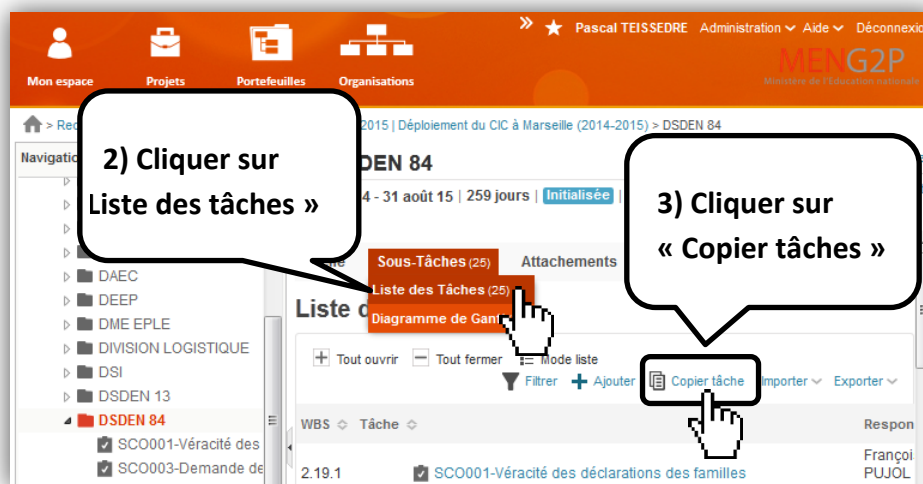 » ★ Pascal TEISSEDRE Administration Aide Déconnexio
MENG2P
Ministère de l'Education nationale
Mon espace Projets Portefeuilles Organisations
> Rec 2015 | Déploiement du CIC à Marseille (2014-2015) > DSDEN 84
Navigatio
2) Cliquer sur
Liste des tâches »
DEN 84
4 - 31 août 15 | 259 jours | Initialisée |
3) Cliquer sur
« Copier tâches »
Sous-Tâches (25) Attachements
Liste des Tâches (25)
Diagramme de Gant
Liste d
DAEC
DEEP
DME EPLE
DIVISION LOGISTIQUE
DSI
DSDEN 13
DSDEN 84
SCO001-Véracité des
SCO003-Demande de
Tout ouvrir Tout fermer Mode liste
Filtrer Ajouter Copier tâche Importer Exporter
WBS Tâche Respon
2.19.1 SCO001-Véracité des déclarations des familles Françoi
PUJOL